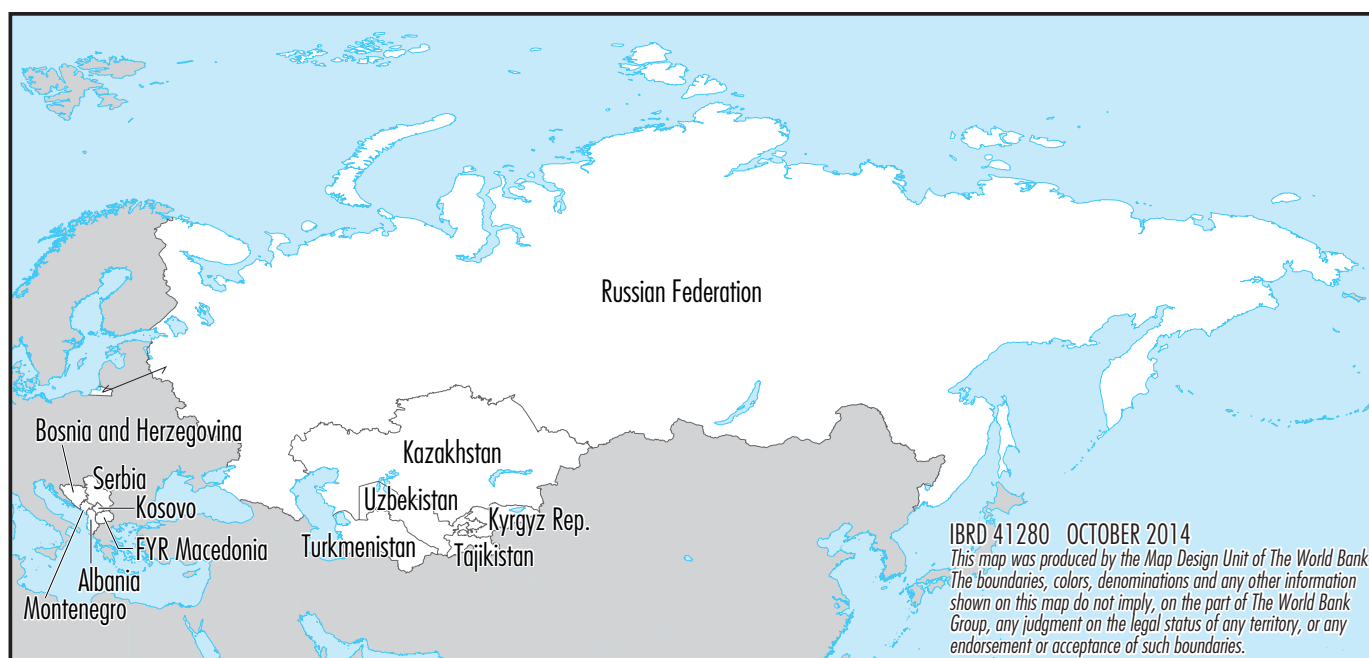 Russian Federation
Bosnia and Herzegovina
Kazakhstan
Serbia
Uzbekistan
Kosovo
Kyrgyz Rep.
FYR Macedonia
Turkmenistan
Tajikistan
Albania
Montenegro
IBRD 41280 OCTOBER 2014
This map was produced by the Map Design Unit of The World Bank
The boundaries, colors, denominations and any other information
shown on this map do not imply, on the part of The World Bank
Group, any judgment on the legal status of any territory, or any
endorsement or acceptance of such boundaries.